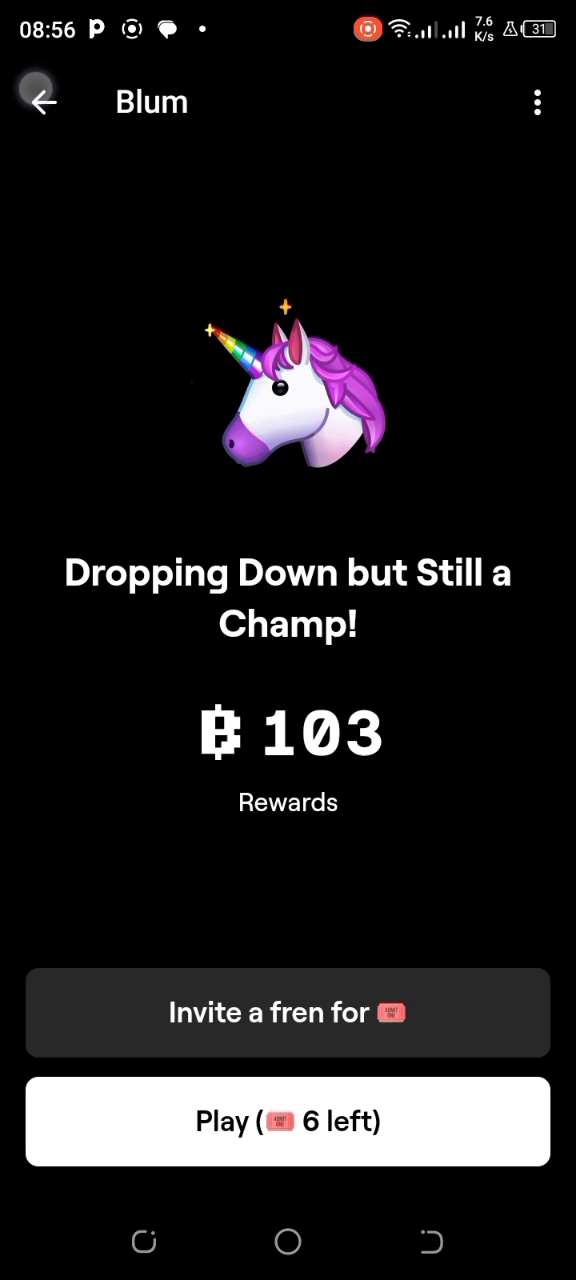 08:56
7.6 K/s
31
Blum
Dropping Down but Still a
Champ!
103
Rewards
Invite a fren for 🎟️
Play (🎟️ 6 left)